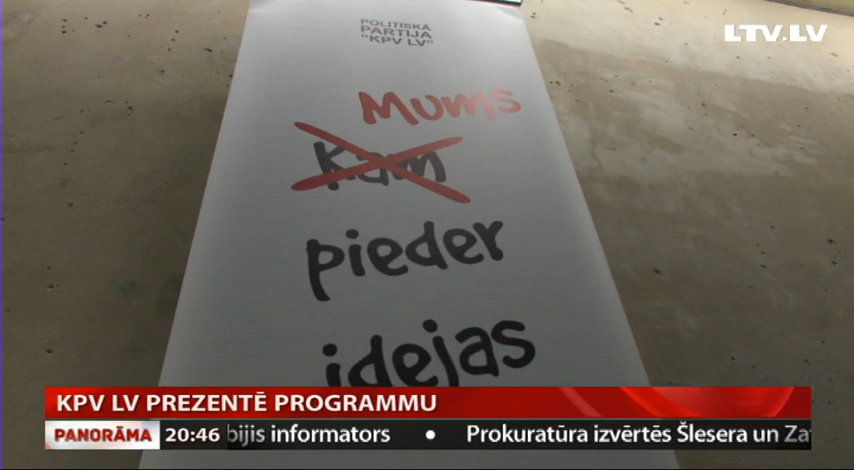 LTV.LV
POLITISKĀ
PARTIJA
"KPV LV"
Mums
Kam
pieder
idejas
KPV LV PREZENTĒ PROGRAMMU
PANORĀMA 20:46 bijis informators • Prokuratūra izvērtēs Šlesera un